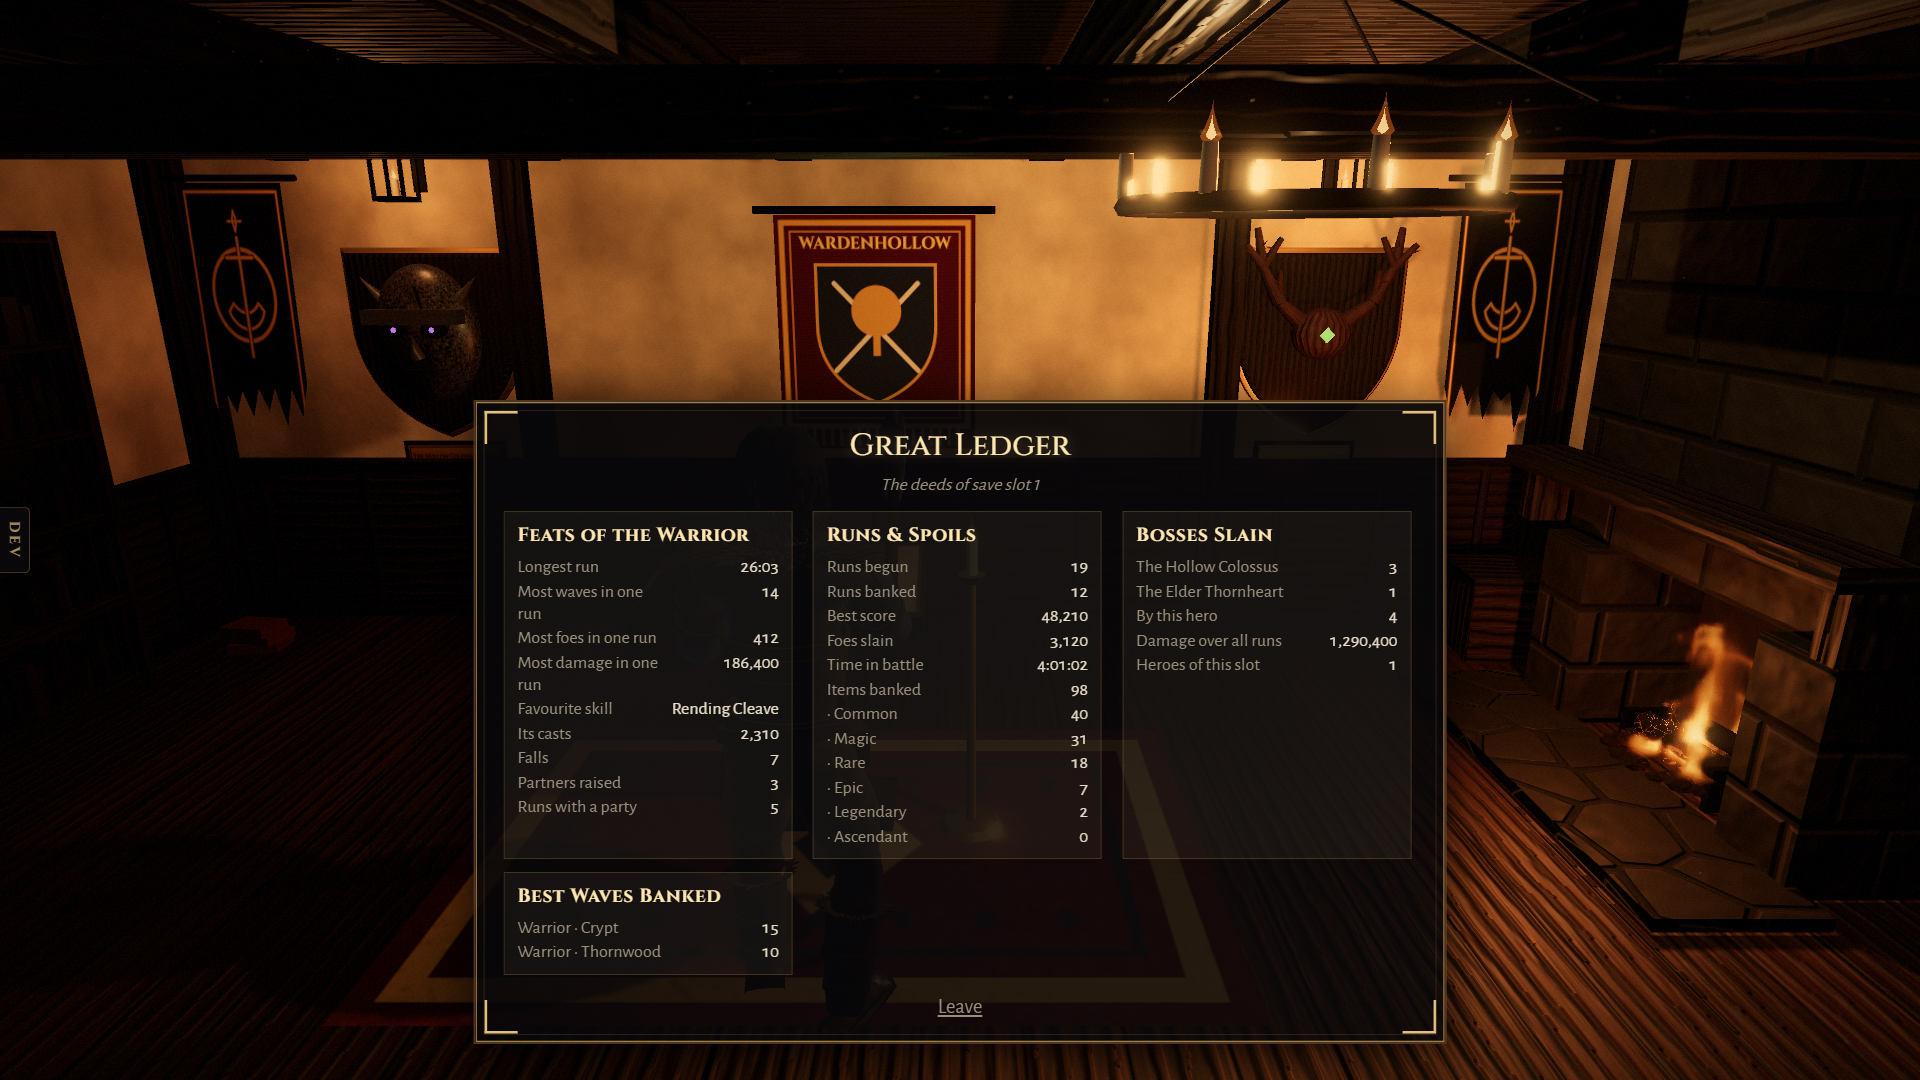 WARDENHOLLOW
DEV
Great Ledger
The deeds of save slot 1
Feats of the Warrior
Longest run 26:03
Most waves in one run 14
Most foes in one run 412
Most damage in one run 186,400
Favourite skill Rending Cleave
Its casts 2,310
Falls 7
Partners raised 3
Runs with a party 5
Runs & Spoils
Runs begun 19
Runs banked 12
Best score 48,210
Foes slain 3,120
Time in battle 4:01:02
Items banked 98
· Common 40
· Magic 31
· Rare 18
· Epic 7
· Legendary 2
· Ascendant 0
Bosses Slain
The Hollow Colossus 3
The Elder Thornheart 1
By this hero 4
Damage over all runs 1,290,400
Heroes of this slot 1
Best Waves Banked
Warrior · Crypt 15
Warrior · Thornwood 10
Leave